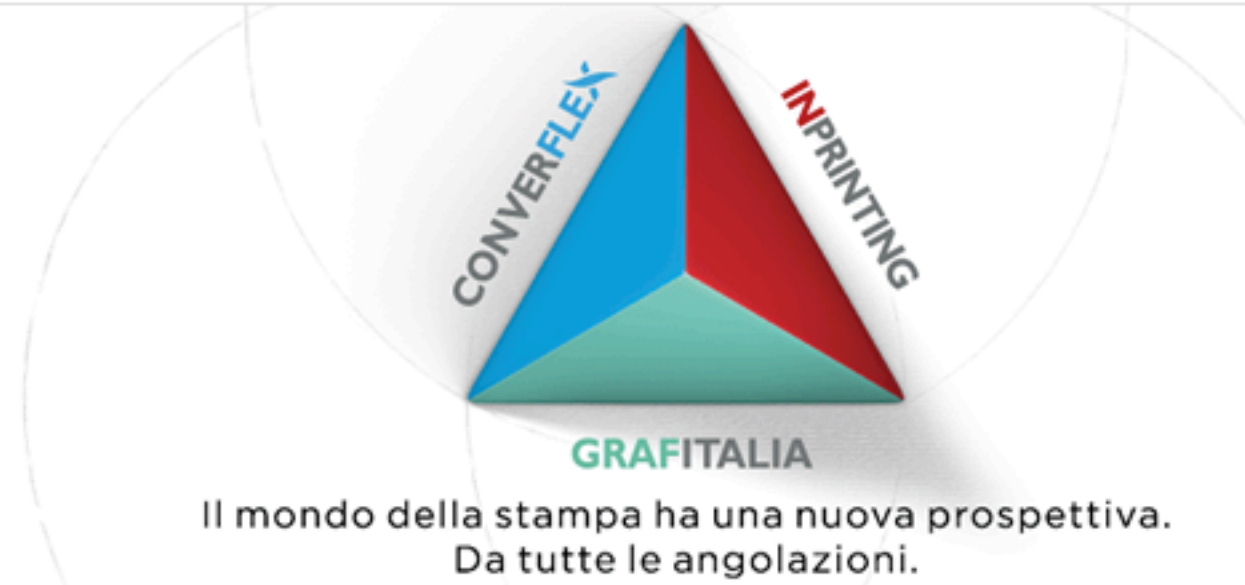 CONVERFLEX
INPRINTING
GRAFITALIA
Il mondo della stampa ha una nuova prospettiva.
Da tutte le angolazioni.